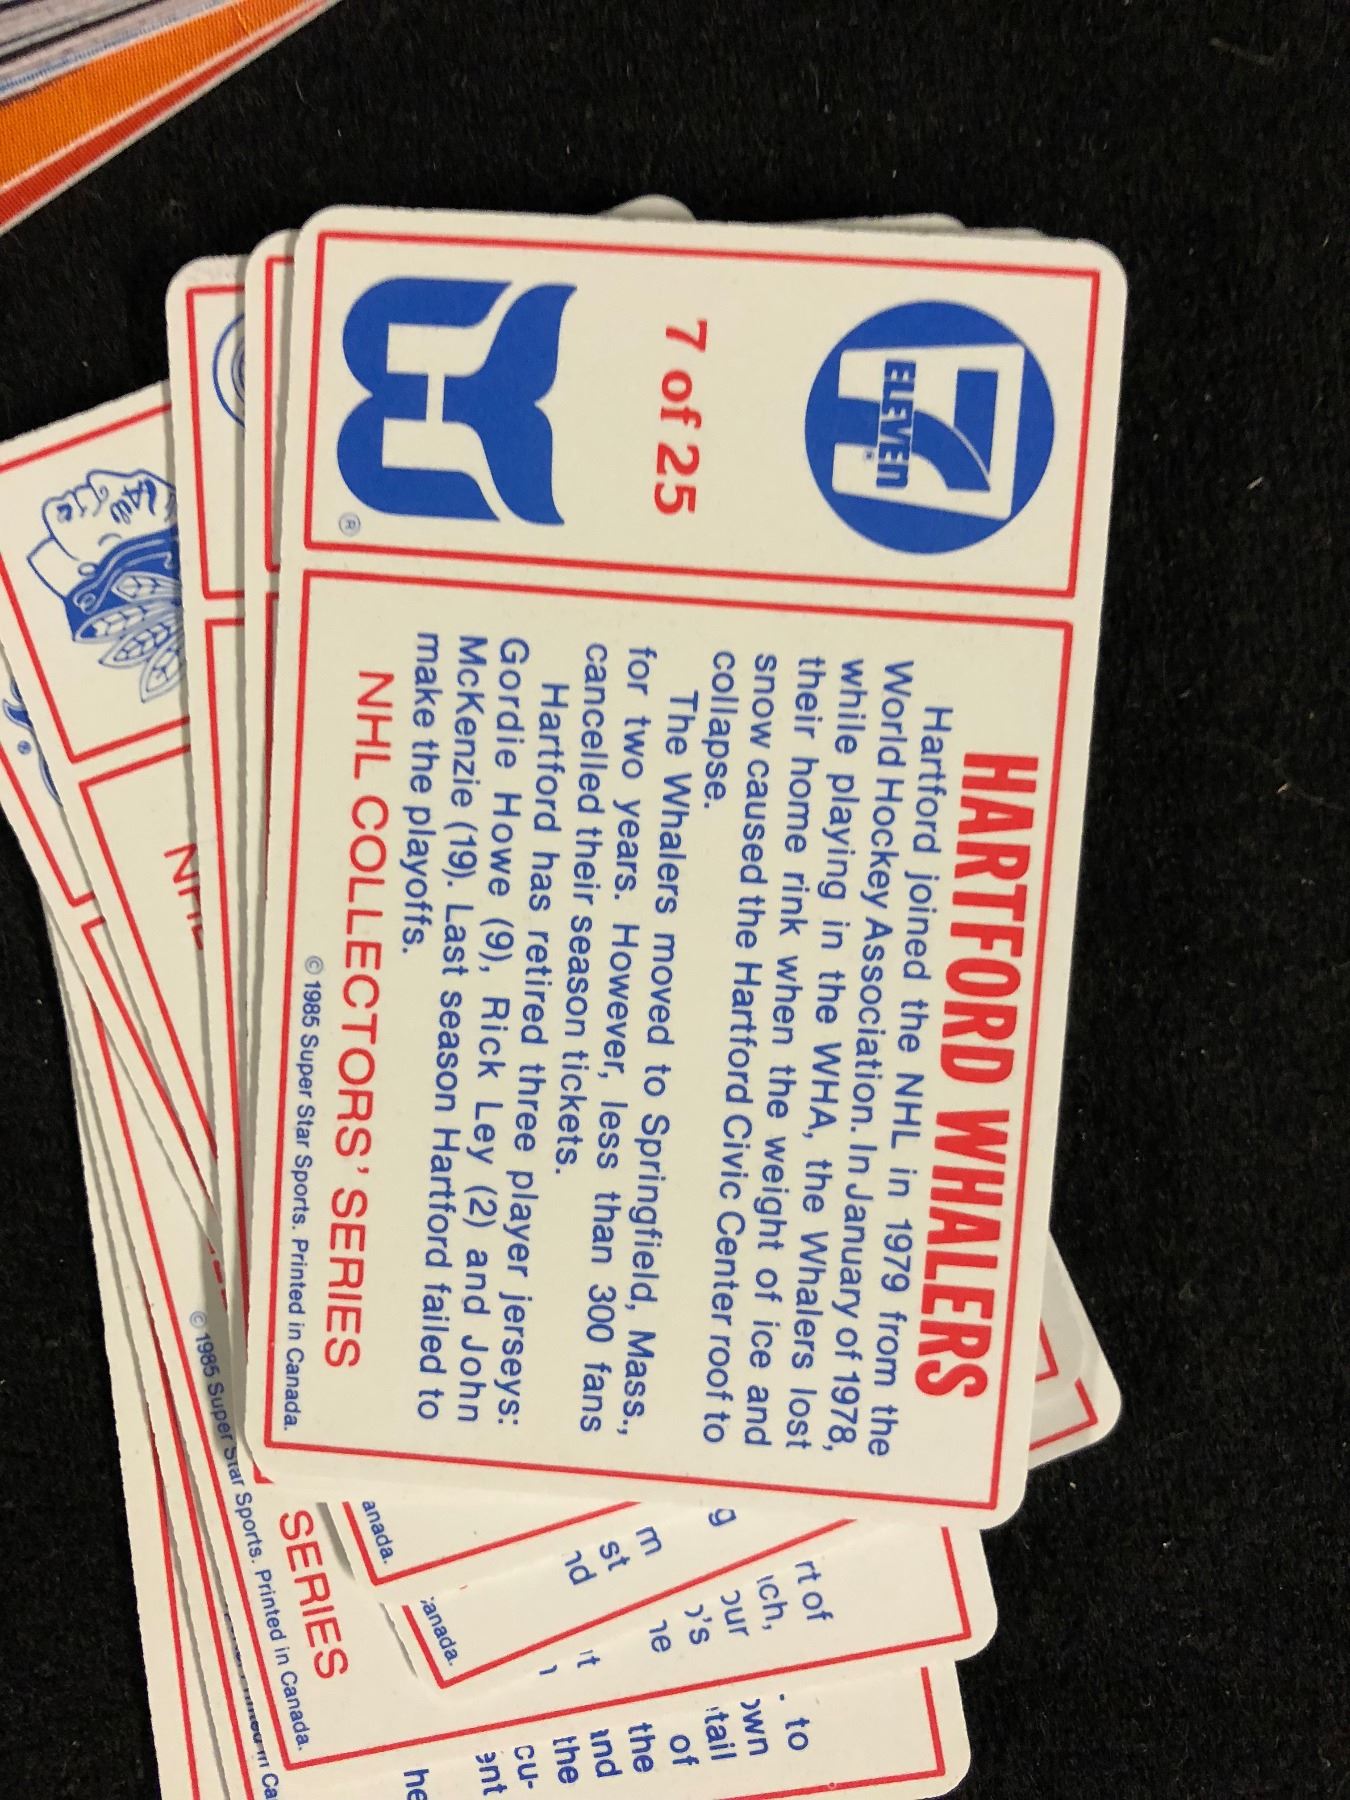 7
ELEVEN
7 of 25
®
HARTFORD WHALERS
Hartford joined the NHL in 1979 from the
World Hockey Association. In January of 1978,
while playing in the WHA, the Whalers lost
their home rink when the weight of ice and
snow caused the Hartford Civic Center roof to
collapse.
The Whalers moved to Springfield, Mass.,
for two years. However, less than 300 fans
cancelled their season tickets.
Hartford has retired three player jerseys:
Gordie Howe (9), Rick Ley (2) and John
McKenzie (19). Last season Hartford failed to
make the playoffs.
NHL COLLECTORS' SERIES
© 1985 Super Star Sports. Printed in Canada.
SERIES
© 1985 Super Star Sports. Printed in Canada.
to
of
the
the